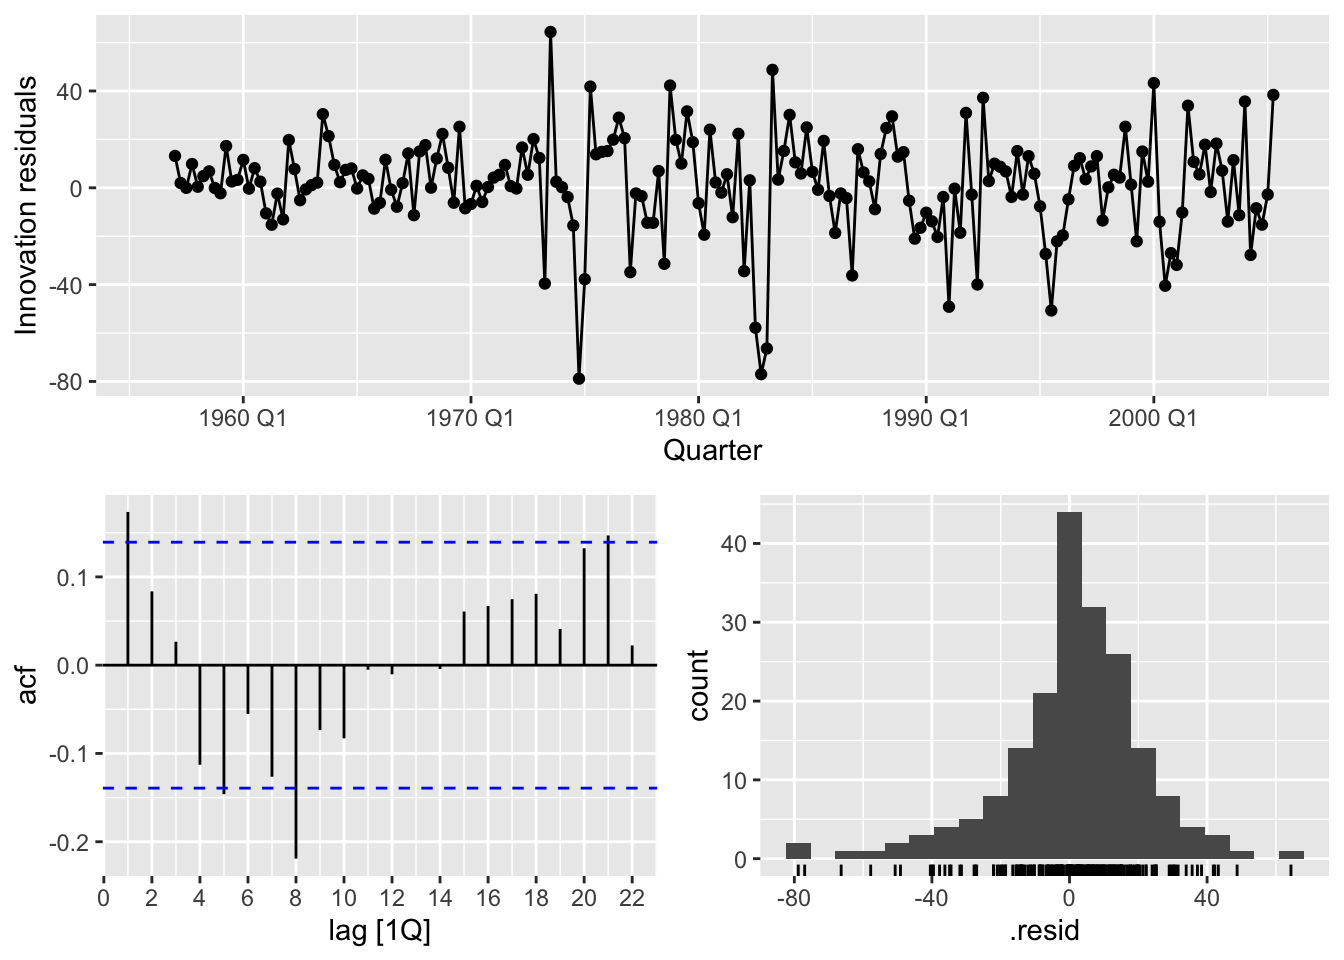 40
0
-40
-80
Innovation residuals
1960 Q1 1970 Q1 1980 Q1 1990 Q1 2000 Q1
Quarter
0.1
0.0
-0.1
-0.2
acf
0 2 4 6 8 10 12 14 16 18 20 22
lag [1Q]
40
30
20
10
0
count
-80 -40 0 40
.resid